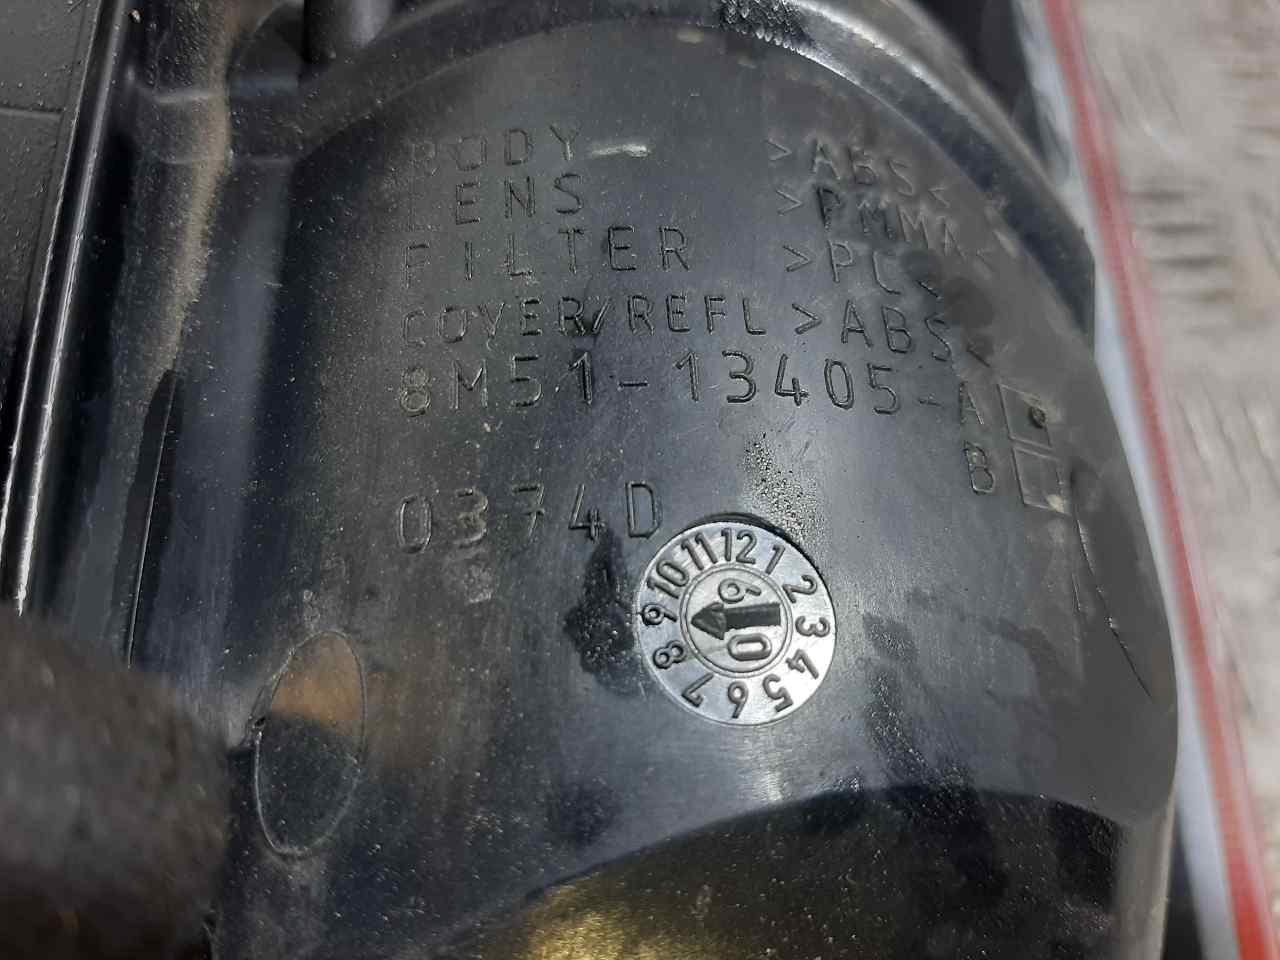 BODY >ABS<
LENS >PMMA<
FILTER >PC<
COVER/REFL >ABS<
8M51-13405-A
B
0374D
12 1 2 3 4 5 6 7 8 9 10 11
0 9